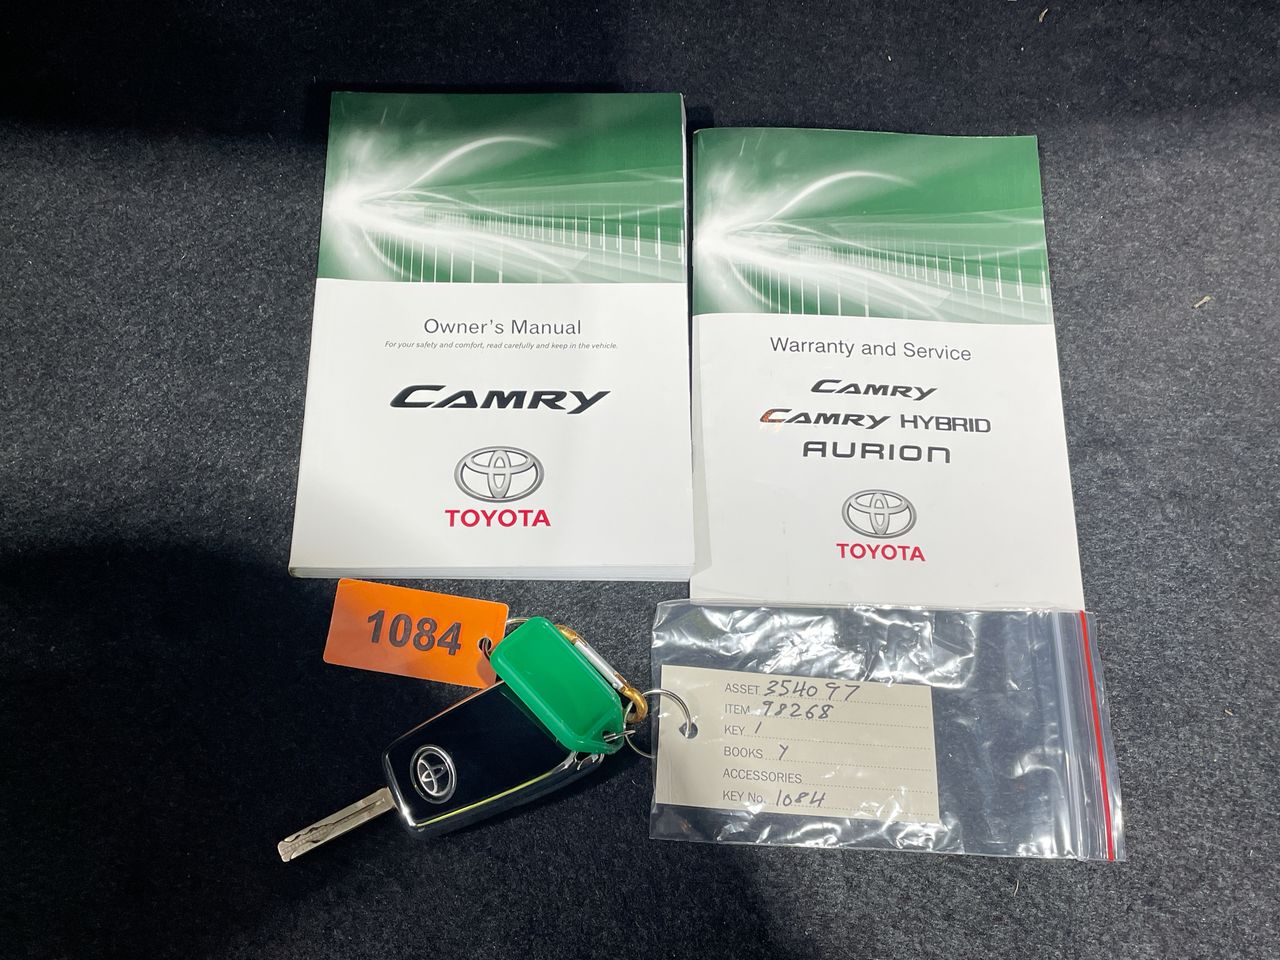 Owner's Manual
For your safety and comfort, read carefully and keep in the vehicle.
CAMRY
TOYOTA
Warranty and Service
CAMRY
CAMRY HYBRID
AURION
TOYOTA
1084
ASSET 354097
ITEM 98268
KEY 1
BOOKS Y
ACCESSORIES
KEY No. 1084